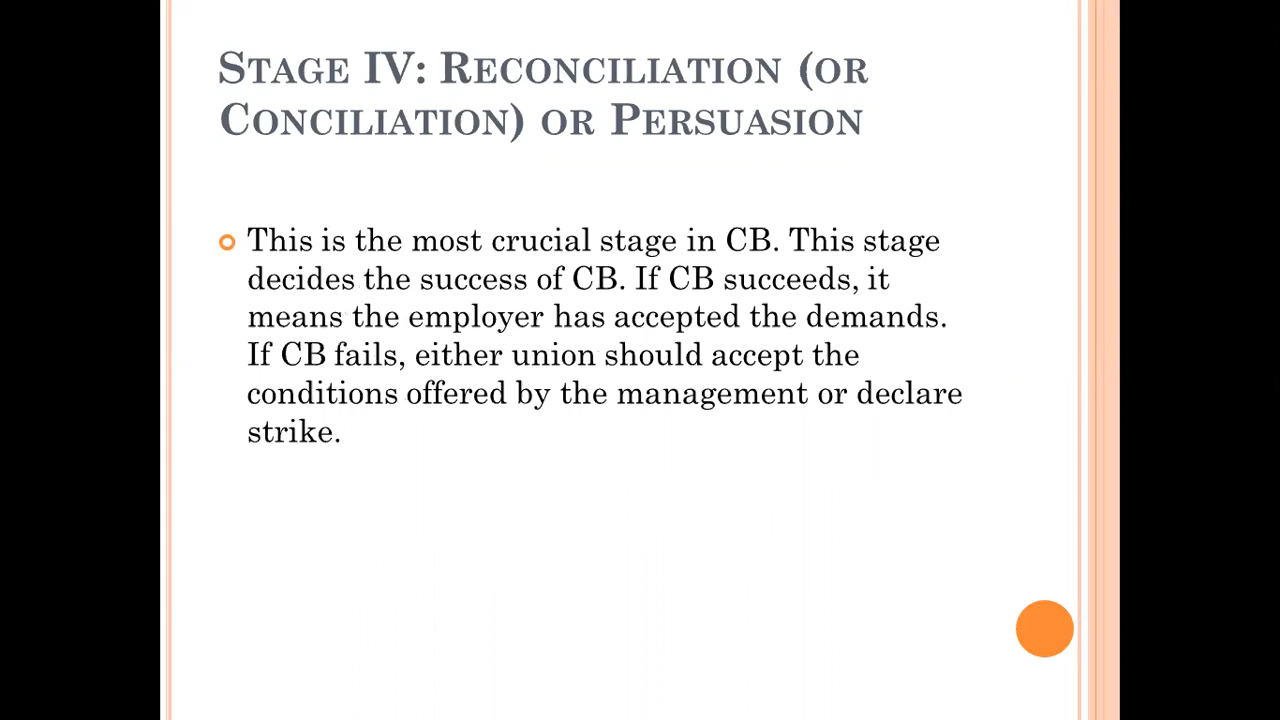 Stage IV: Reconciliation (or
Conciliation) or Persuasion
This is the most crucial stage in CB. This stage
decides the success of CB. If CB succeeds, it
means the employer has accepted the demands.
If CB fails, either union should accept the
conditions offered by the management or declare
strike.